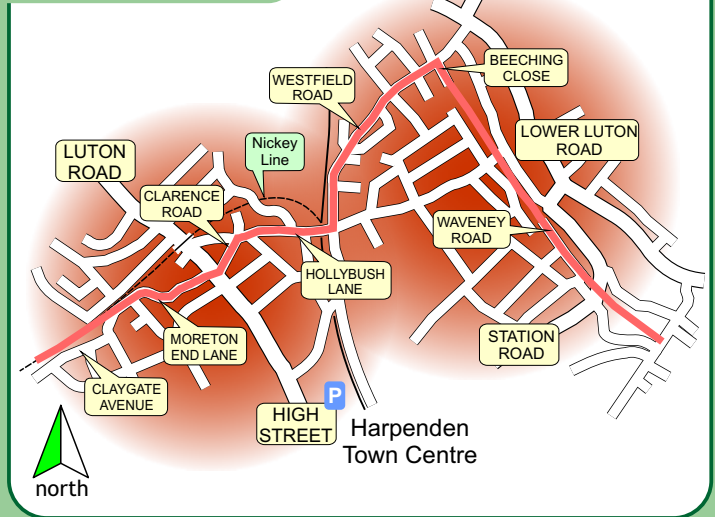 BEECHING
CLOSE
WESTFIELD
ROAD
LOWER LUTON
ROAD
Nickey
Line
LUTON
ROAD
CLARENCE
ROAD
WAVENEY
ROAD
HOLLYBUSH
LANE
MORETON
END LANE
STATION
ROAD
CLAYGATE
AVENUE
P
HIGH
STREET
Harpenden
Town Centre
north